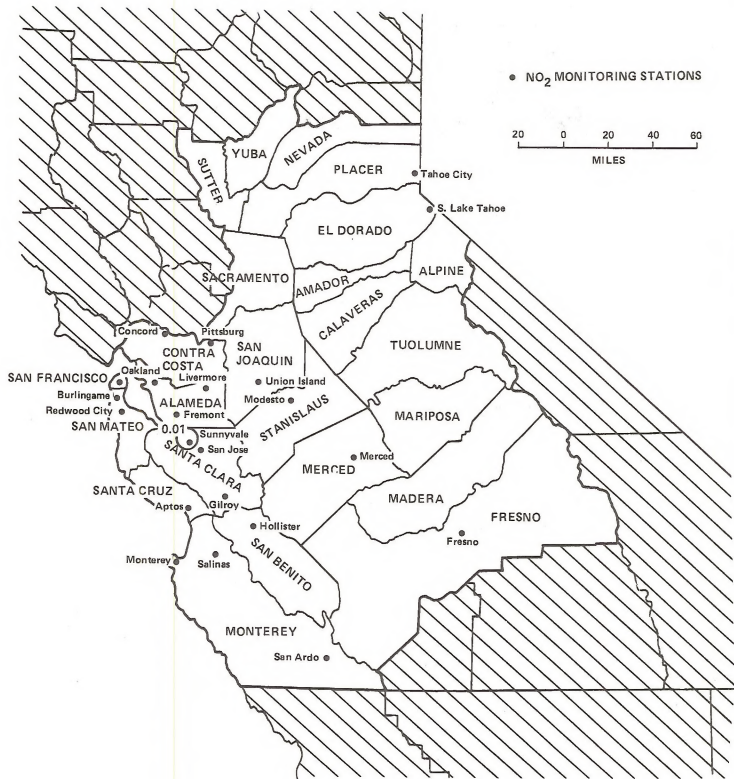 NO2 MONITORING STATIONS
20 0 20 40 60
MILES
YUBA
NEVADA
SUTTER
PLACER
Tahoe City
S. Lake Tahoe
EL DORADO
SACRAMENTO
AMADOR
ALPINE
CALAVERAS
TUOLUMNE
Concord
Pittsburg
CONTRA
COSTA
SAN
JOAQUIN
Oakland
Livermore
SAN FRANCISCO
Union Island
Burlingame
ALAMEDA
Modesto
STANISLAUS
Redwood City
Fremont
MARIPOSA
SAN MATEO
0.01
Sunnyvale
San Jose
SANTA CLARA
Merced
MERCED
SANTA CRUZ
Gilroy
MADERA
Aptos
FRESNO
Hollister
Fresno
Monterey
Salinas
SAN BENITO
MONTEREY
San Ardo